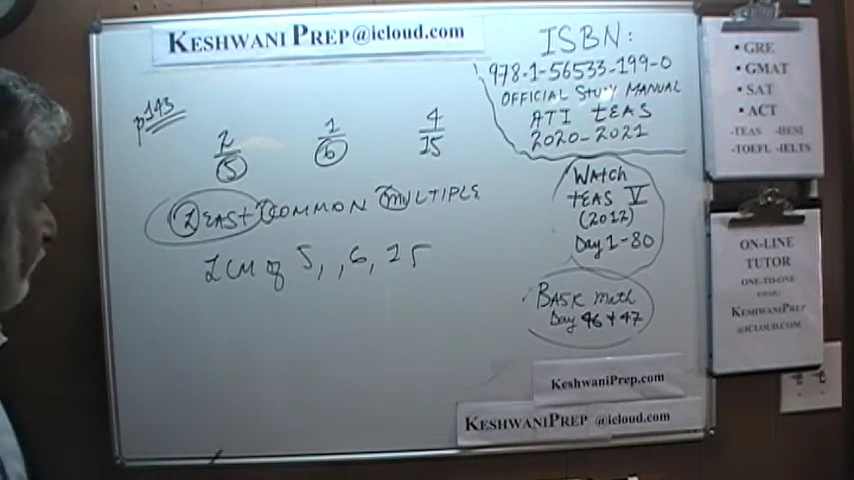 KESHWANI PREP@icloud.com
p143
2/5 1/6 4/25
LEAST COMMON MULTIPLE
LCM of 5, , 6, 25
ISBN:
978-1-56533-199-0
OFFICIAL STUDY MANUAL
ATI TEAS
2020-2021
WATCH
TEAS V
(2012)
Day 1-80
BASIC Math
Day 46 + 47
KeshwaniPrep.com
KESHWANIPREP @icloud.com
• GRE
• GMAT
• SAT
• ACT
-TEAS -HESI
-TOEFL -IELTS
ON-LINE
TUTOR
ONE-TO-ONE
EMAIL:
KESHWANIPREP
@ICLOUD.COM